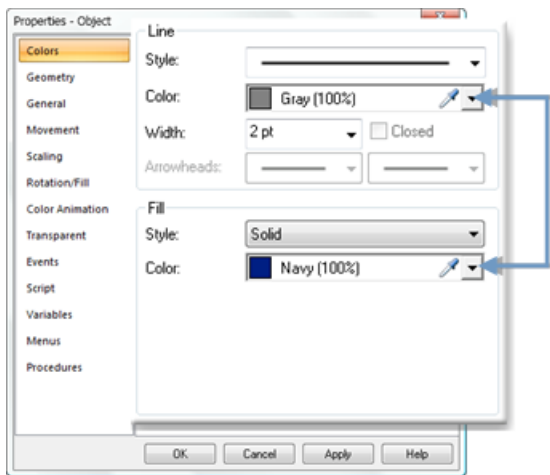 Properties - Object
Colors
Geometry
General
Movement
Scaling
Rotation/Fill
Color Animation
Transparent
Events
Script
Variables
Menus
Procedures
Line
Style:
Color: Gray (100%)
Width: 2 pt Closed
Arrowheads:
Fill
Style: Solid
Color: Navy (100%)
OK Cancel Apply Help